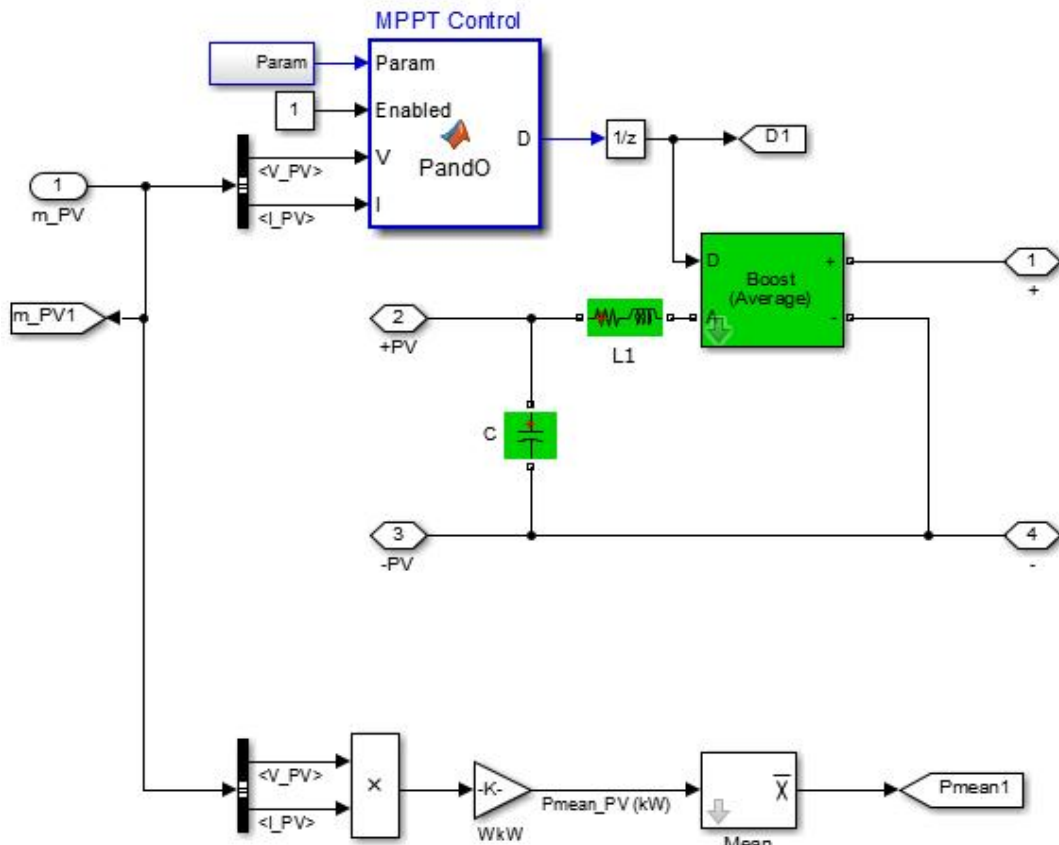 MPPT Control
Param
Param
1
Enabled
V
I
D
PandO
<V_PV>
<I_PV>
1/z
D1
1
m_PV
m_PV1
D
A
Boost
(Average)
+
-
1
+
2
+PV
L1
C
3
-PV
4
-
<V_PV>
<I_PV>
×
-K-
WkW
Pmean_PV (kW)
X
Mean
Pmean1